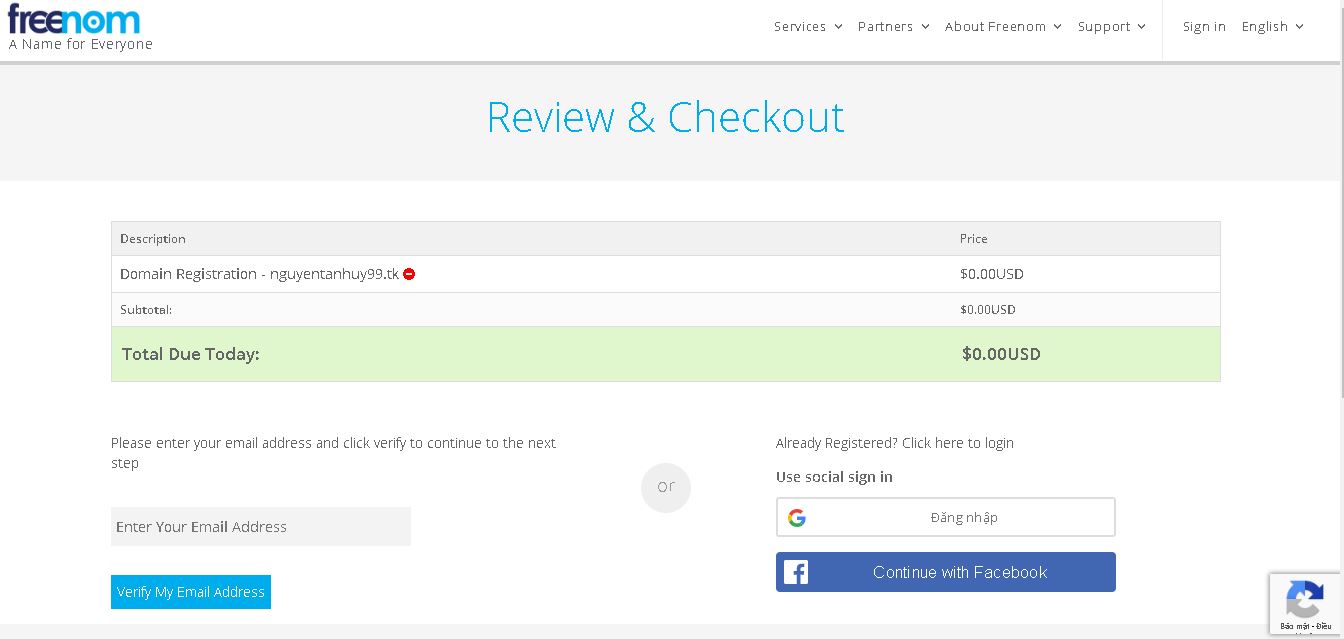 freenom
A Name for Everyone
Services Partners About Freenom Support Sign in English
Review & Checkout
Description Price
Domain Registration - nguyentanhuy99.tk $0.00USD
Subtotal: $0.00USD
Total Due Today: $0.00USD
Please enter your email address and click verify to continue to the next
step
Enter Your Email Address
Verify My Email Address
or
Already Registered? Click here to login
Use social sign in
Đăng nhập
Continue with Facebook
Bảo mật - Điều